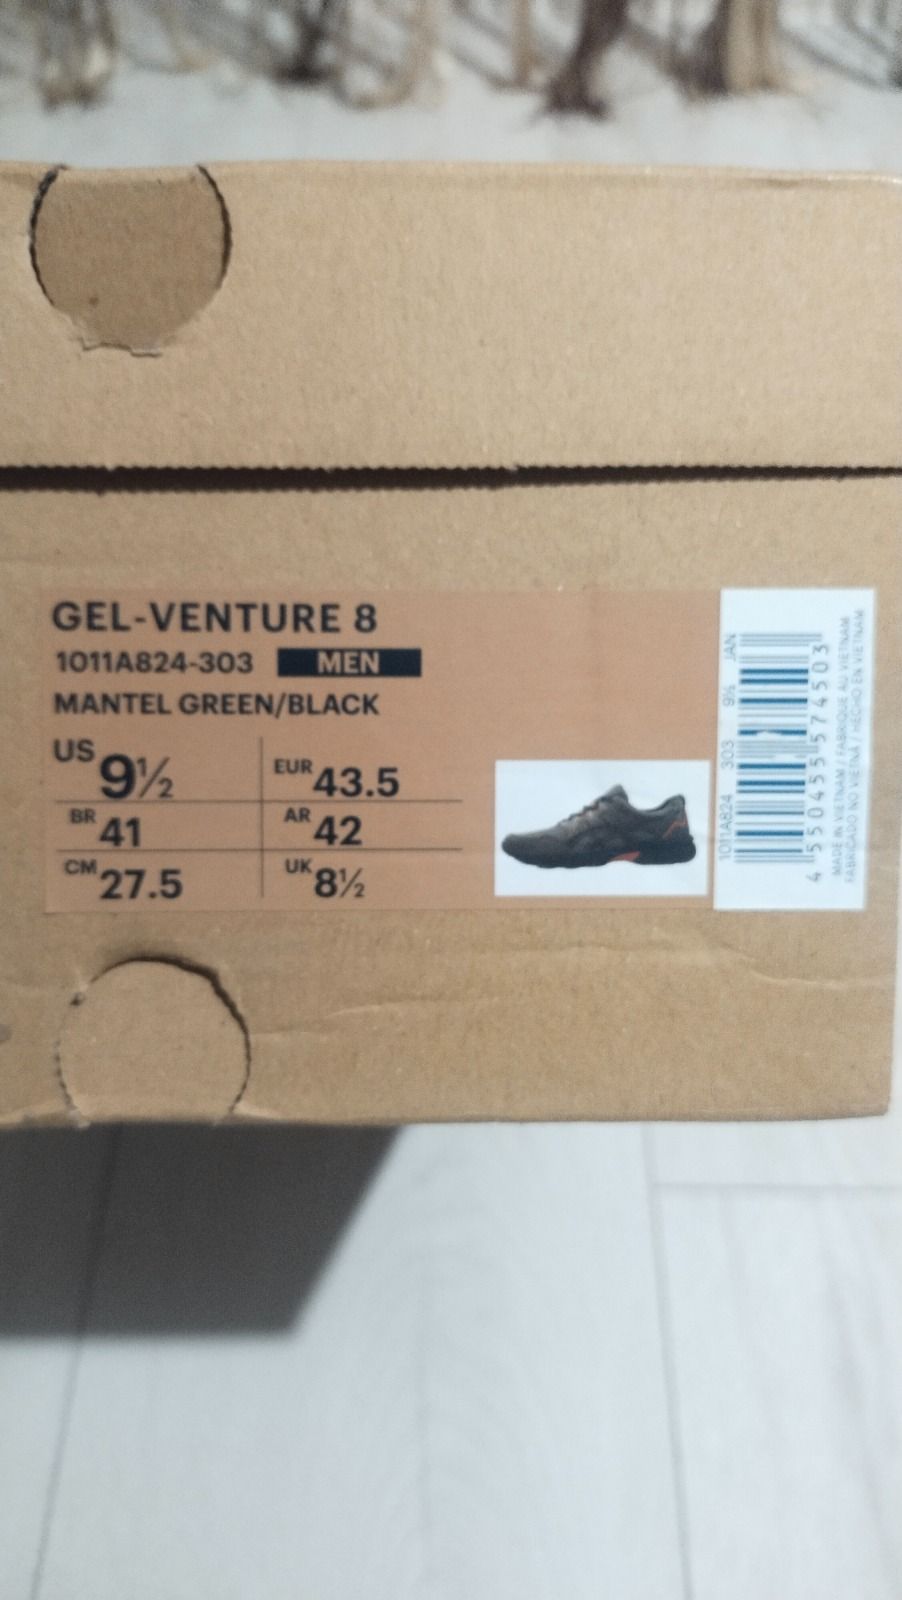 GEL-VENTURE 8
1011A824-303 MEN
MANTEL GREEN/BLACK
US 9½ EUR 43.5
BR 41 AR 42
CM 27.5 UK 8½
1011A824 303 9½ JAN
4 550455 574503
MADE IN VIETNAM / FABRIQUE AU VIETNAM
FABRICADO NO VIETNÃ / HECHO EN VIETNAM